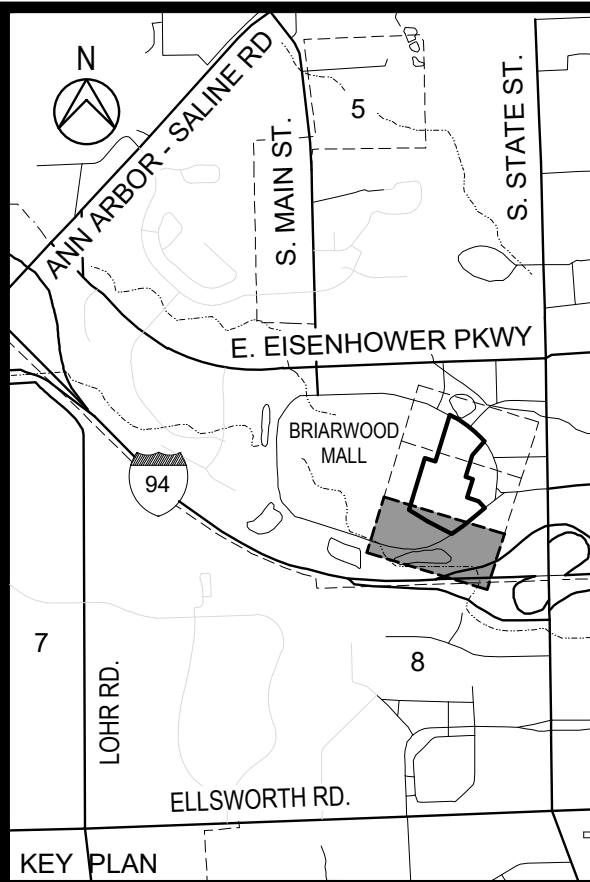 N
ANN ARBOR - SALINE RD
S. MAIN ST.
5
S. STATE ST.
E. EISENHOWER PKWY
BRIARWOOD
MALL
94
7
LOHR RD.
8
ELLSWORTH RD.
KEY PLAN